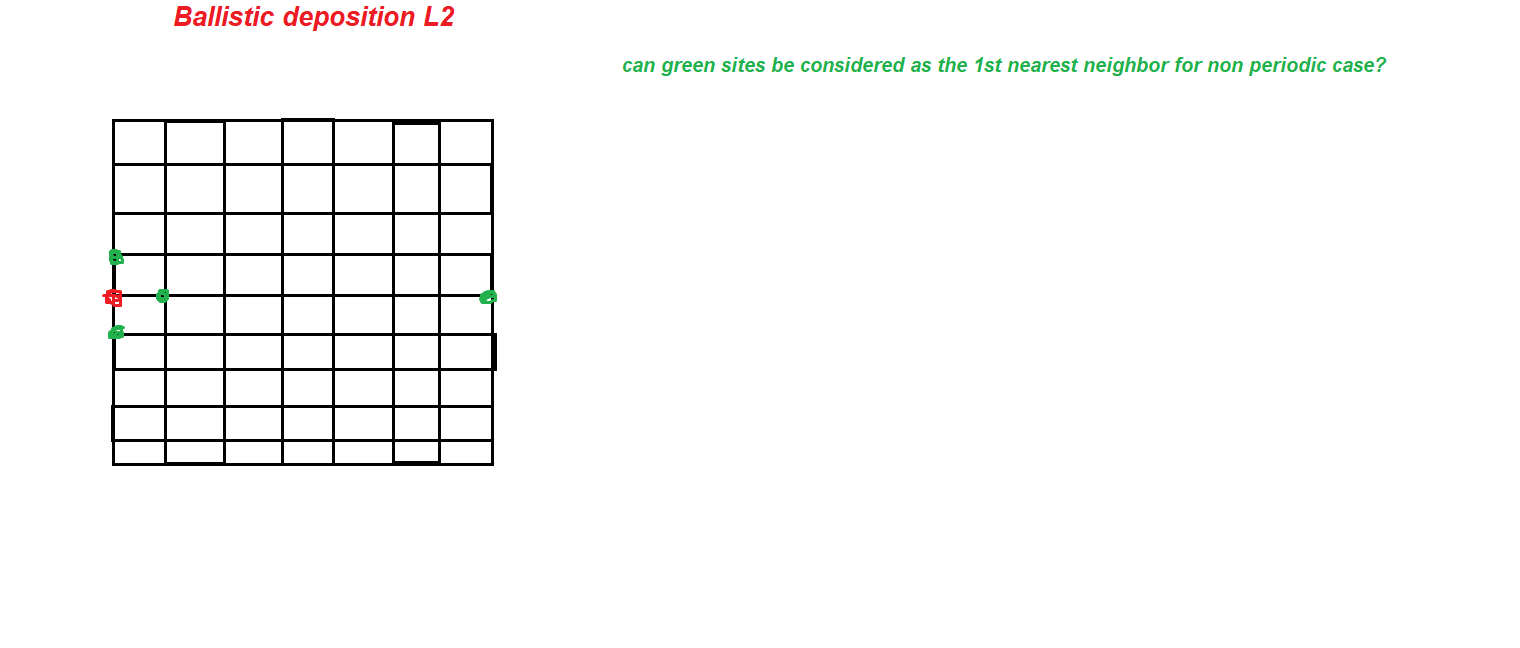 Ballistic deposition L2
can green sites be considered as the 1st nearest neighbor for non periodic case?